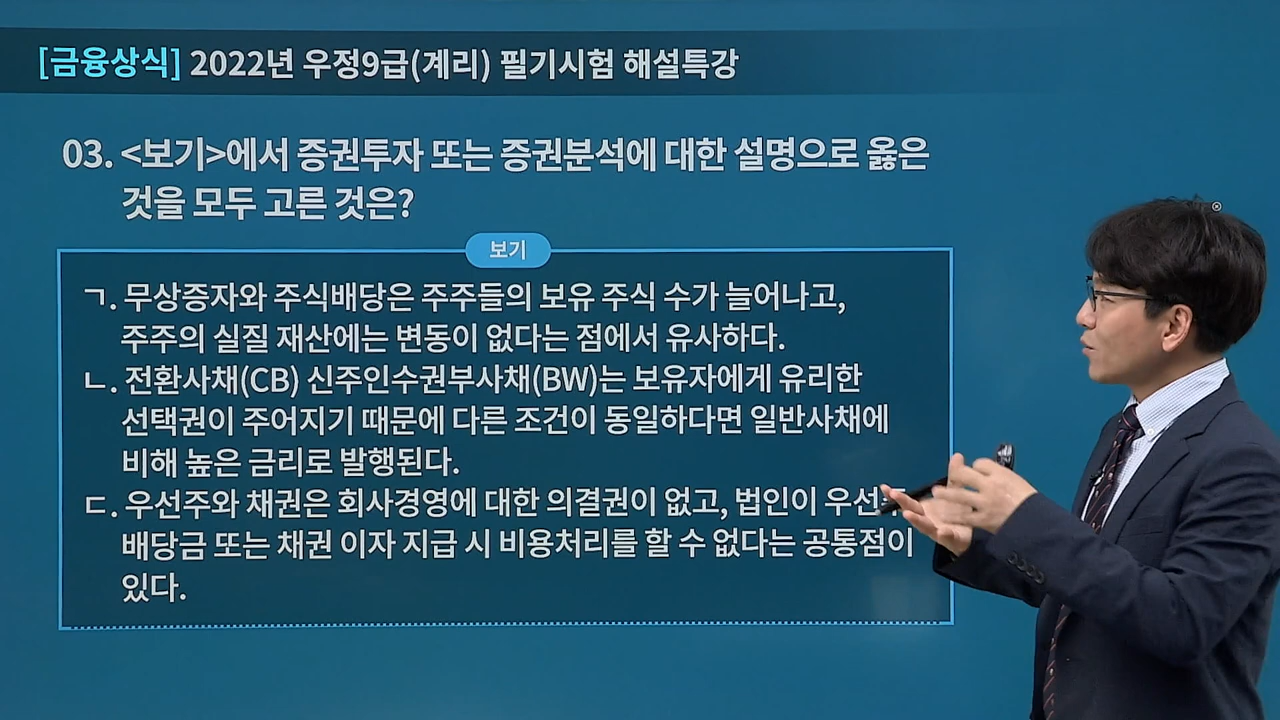 [금융상식] 2022년 우정9급(계리) 필기시험 해설특강
03. <보기>에서 증권투자 또는 증권분석에 대한 설명으로 옳은
것을 모두 고른 것은?
보기
ㄱ. 무상증자와 주식배당은 주주들의 보유 주식 수가 늘어나고,
주주의 실질 재산에는 변동이 없다는 점에서 유사하다.
ㄴ. 전환사채(CB) 신주인수권부사채(BW)는 보유자에게 유리한
선택권이 주어지기 때문에 다른 조건이 동일하다면 일반사채에
비해 높은 금리로 발행된다.
ㄷ. 우선주와 채권은 회사경영에 대한 의결권이 없고, 법인이 우선주
배당금 또는 채권 이자 지급 시 비용처리를 할 수 없다는 공통점이
있다.